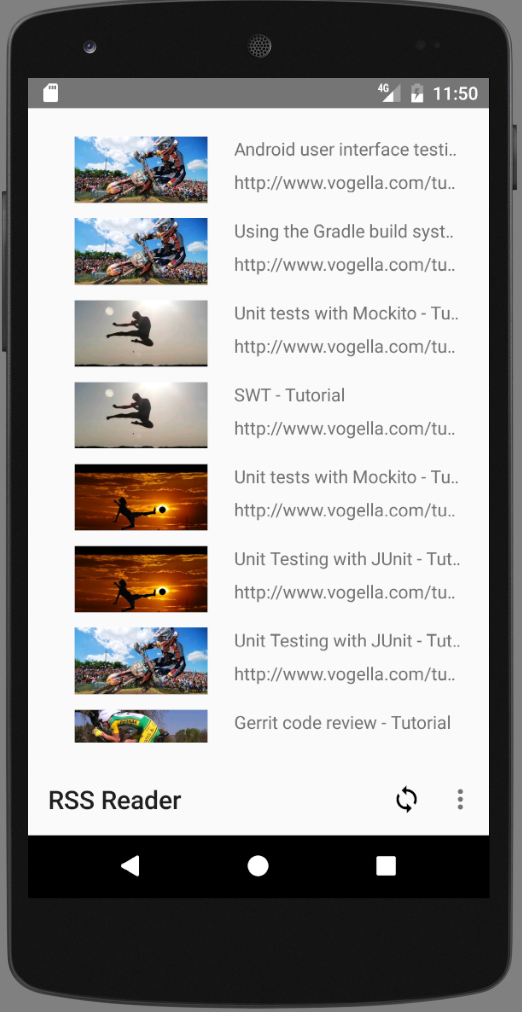 4G 11:50
Android user interface testi..
http://www.vogella.com/tu..
Using the Gradle build syst..
http://www.vogella.com/tu..
Unit tests with Mockito - Tu..
http://www.vogella.com/tu..
SWT - Tutorial
http://www.vogella.com/tu..
Unit tests with Mockito - Tu..
http://www.vogella.com/tu..
Unit Testing with JUnit - Tut..
http://www.vogella.com/tu..
Unit Testing with JUnit - Tut..
http://www.vogella.com/tu..
Gerrit code review - Tutorial
RSS Reader